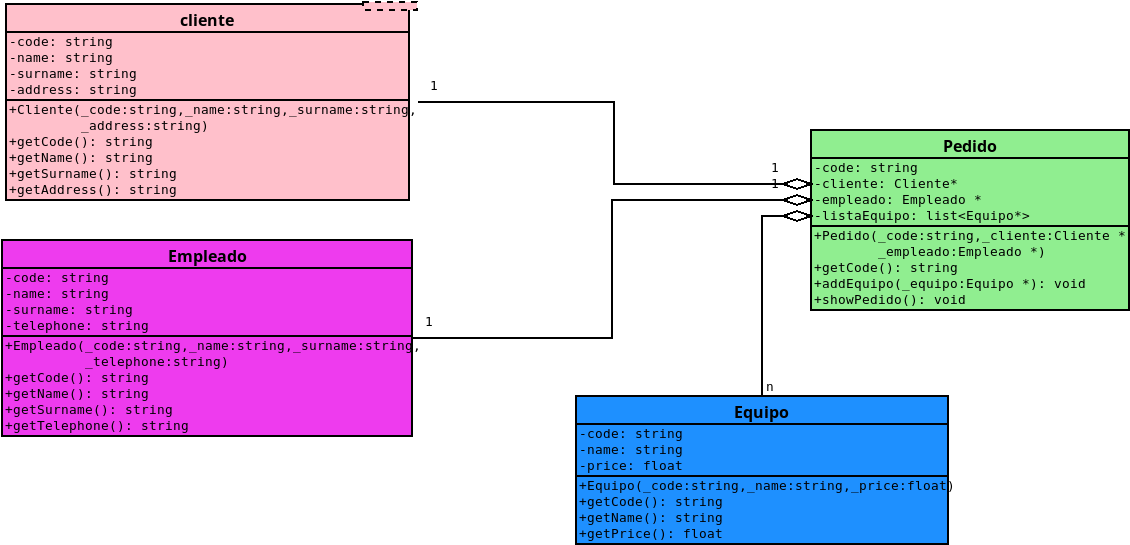 cliente
-code: string
-name: string
-surname: string
-address: string
+Cliente(_code:string,_name:string,_surname:string,
_address:string)
+getCode(): string
+getName(): string
+getSurname(): string
+getAddress(): string
1
Pedido
-code: string
-cliente: Cliente*
-empleado: Empleado *
-listaEquipo: list<Equipo*>
+Pedido(_code:string,_cliente:Cliente *
_empleado:Empleado *)
+getCode(): string
+addEquipo(_equipo:Equipo *): void
+showPedido(): void
1
1
Empleado
-code: string
-name: string
-surname: string
-telephone: string
+Empleado(_code:string,_name:string,_surname:string,
_telephone:string)
+getCode(): string
+getName(): string
+getSurname(): string
+getTelephone(): string
1
n
Equipo
-code: string
-name: string
-price: float
+Equipo(_code:string,_name:string,_price:float)
+getCode(): string
+getName(): string
+getPrice(): float